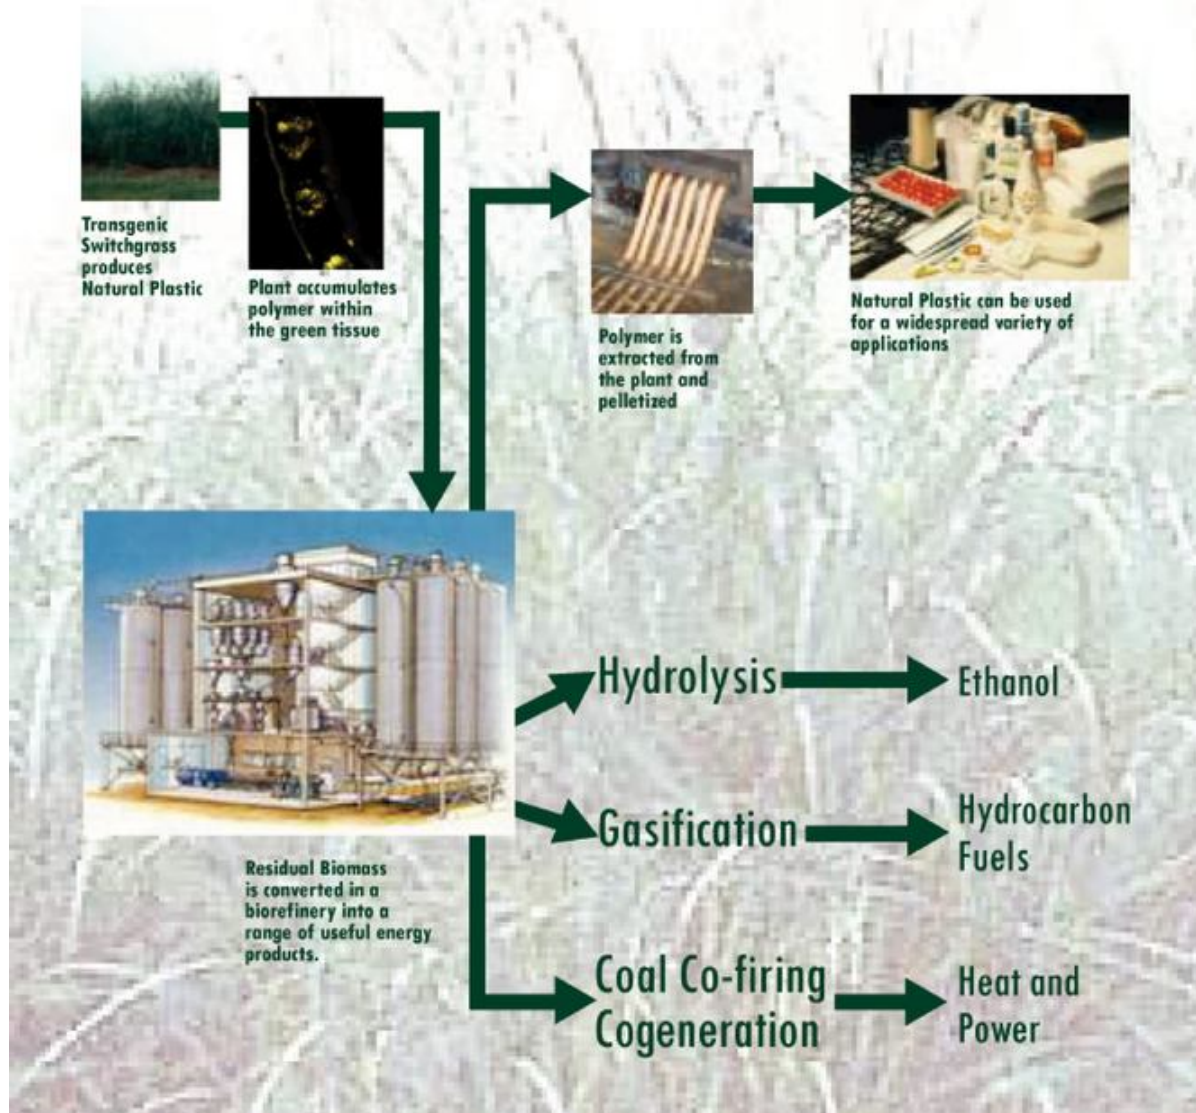 Transgenic
Switchgrass
produces
Natural Plastic
Plant accumulates
polymer within
the green tissue
Polymer is
extracted from
the plant and
pelletized
Natural Plastic can be used
for a widespread variety of
applications
Residual Biomass
is converted in a
biorefinery into a
range of useful energy
products.
Hydrolysis
Ethanol
Gasification
Hydrocarbon
Fuels
Coal Co-firing
Cogeneration
Heat and
Power